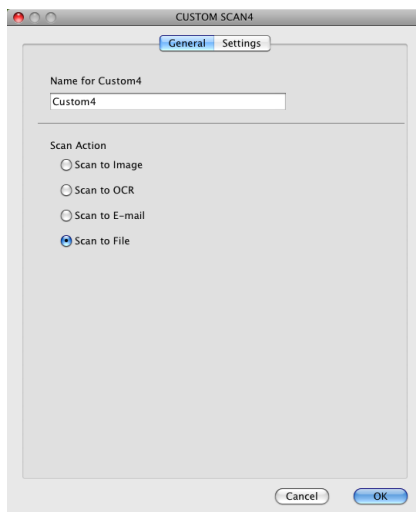 CUSTOM SCAN4
General Settings
Name for Custom4
Custom4
Scan Action
Scan to Image
Scan to OCR
Scan to E-mail
Scan to File
Cancel OK